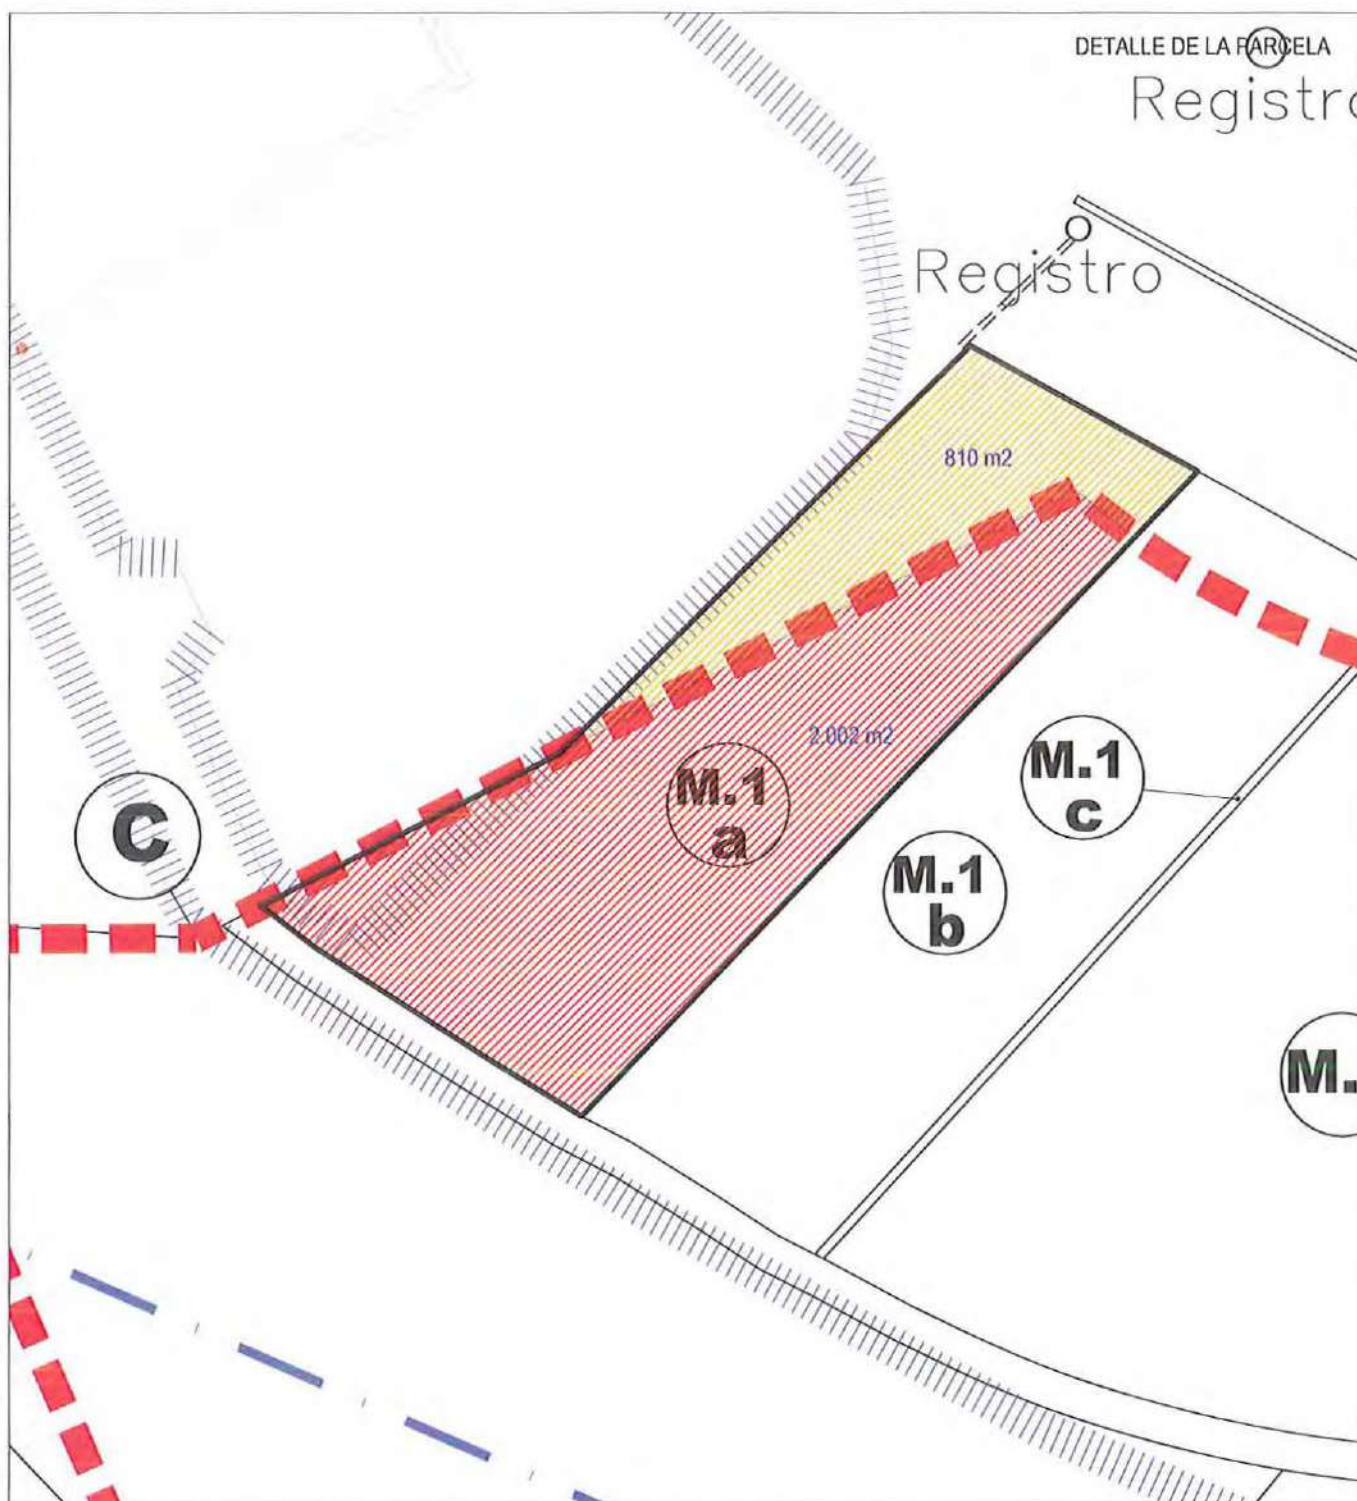 DETALLE DE LA PARCELA
Registro
Registro
810 m2
2.002 m2
M.1
a
M.1
c
M.1
b
C
M.